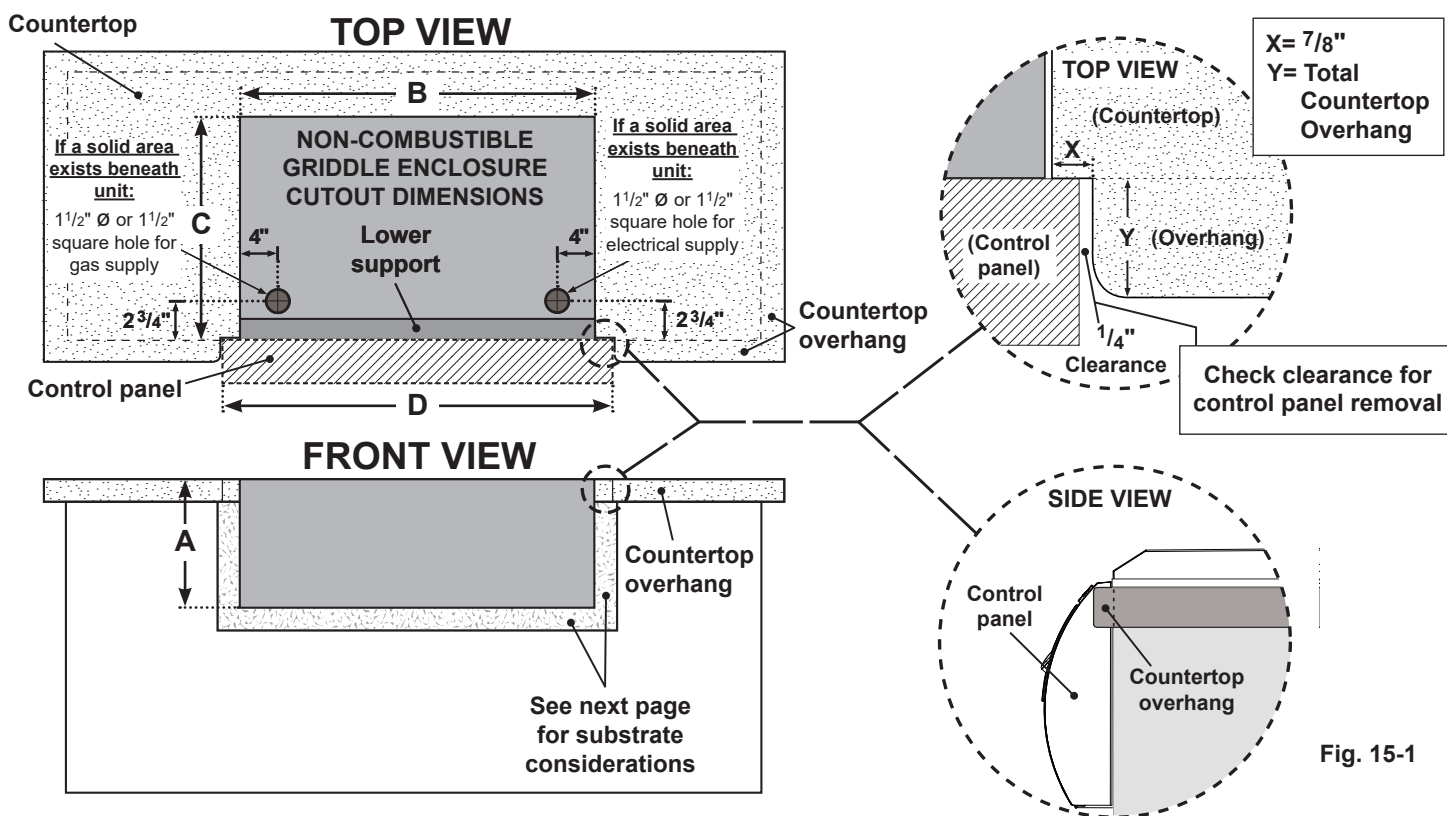 Countertop
TOP VIEW
B
NON-COMBUSTIBLE
GRIDDLE ENCLOSURE
CUTOUT DIMENSIONS
If a solid area
exists beneath
unit:
1 1/2" Ø or 1 1/2"
square hole for
gas supply
C
Lower
support
4"
4"
If a solid area
exists beneath
unit:
1 1/2" Ø or 1 1/2"
square hole for
electrical supply
2 3/4"
2 3/4"
Countertop
overhang
Control panel
D
FRONT VIEW
A
Countertop
overhang
See next page
for substrate
considerations
TOP VIEW
(Countertop)
X
(Control
panel)
Y
(Overhang)
1/4"
Clearance
X= 7/8"
Y= Total
Countertop
Overhang
Check clearance for
control panel removal
SIDE VIEW
Control
panel
Countertop
overhang
Fig. 15-1